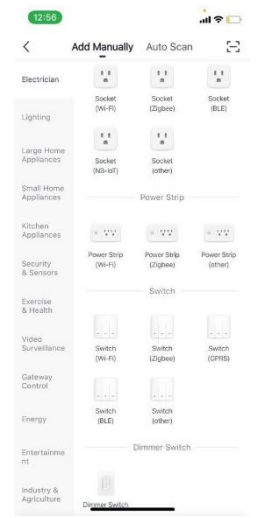 12:56
Add Manually Auto Scan
Electrician
Lighting
Large Home
Appliances
Small Home
Appliances
Kitchen
Appliances
Security
& Sensors
Exercise
& Health
Video
Surveillance
Gateway
Control
Energy
Entertainme
nt
Industry &
Agriculture
Socket
(Wi-Fi)
Socket
(Zigbee)
Socket
(BLE)
Socket
(NB-IoT)
Socket
(other)
Power Strip
Power Strip
(Wi-Fi)
Power Strip
(Zigbee)
Power Strip
(other)
Switch
Switch
(Wi-Fi)
Switch
(Zigbee)
Switch
(GPRS)
Switch
(BLE)
Switch
(other)
Dimmer Switch
Dimmer Switch